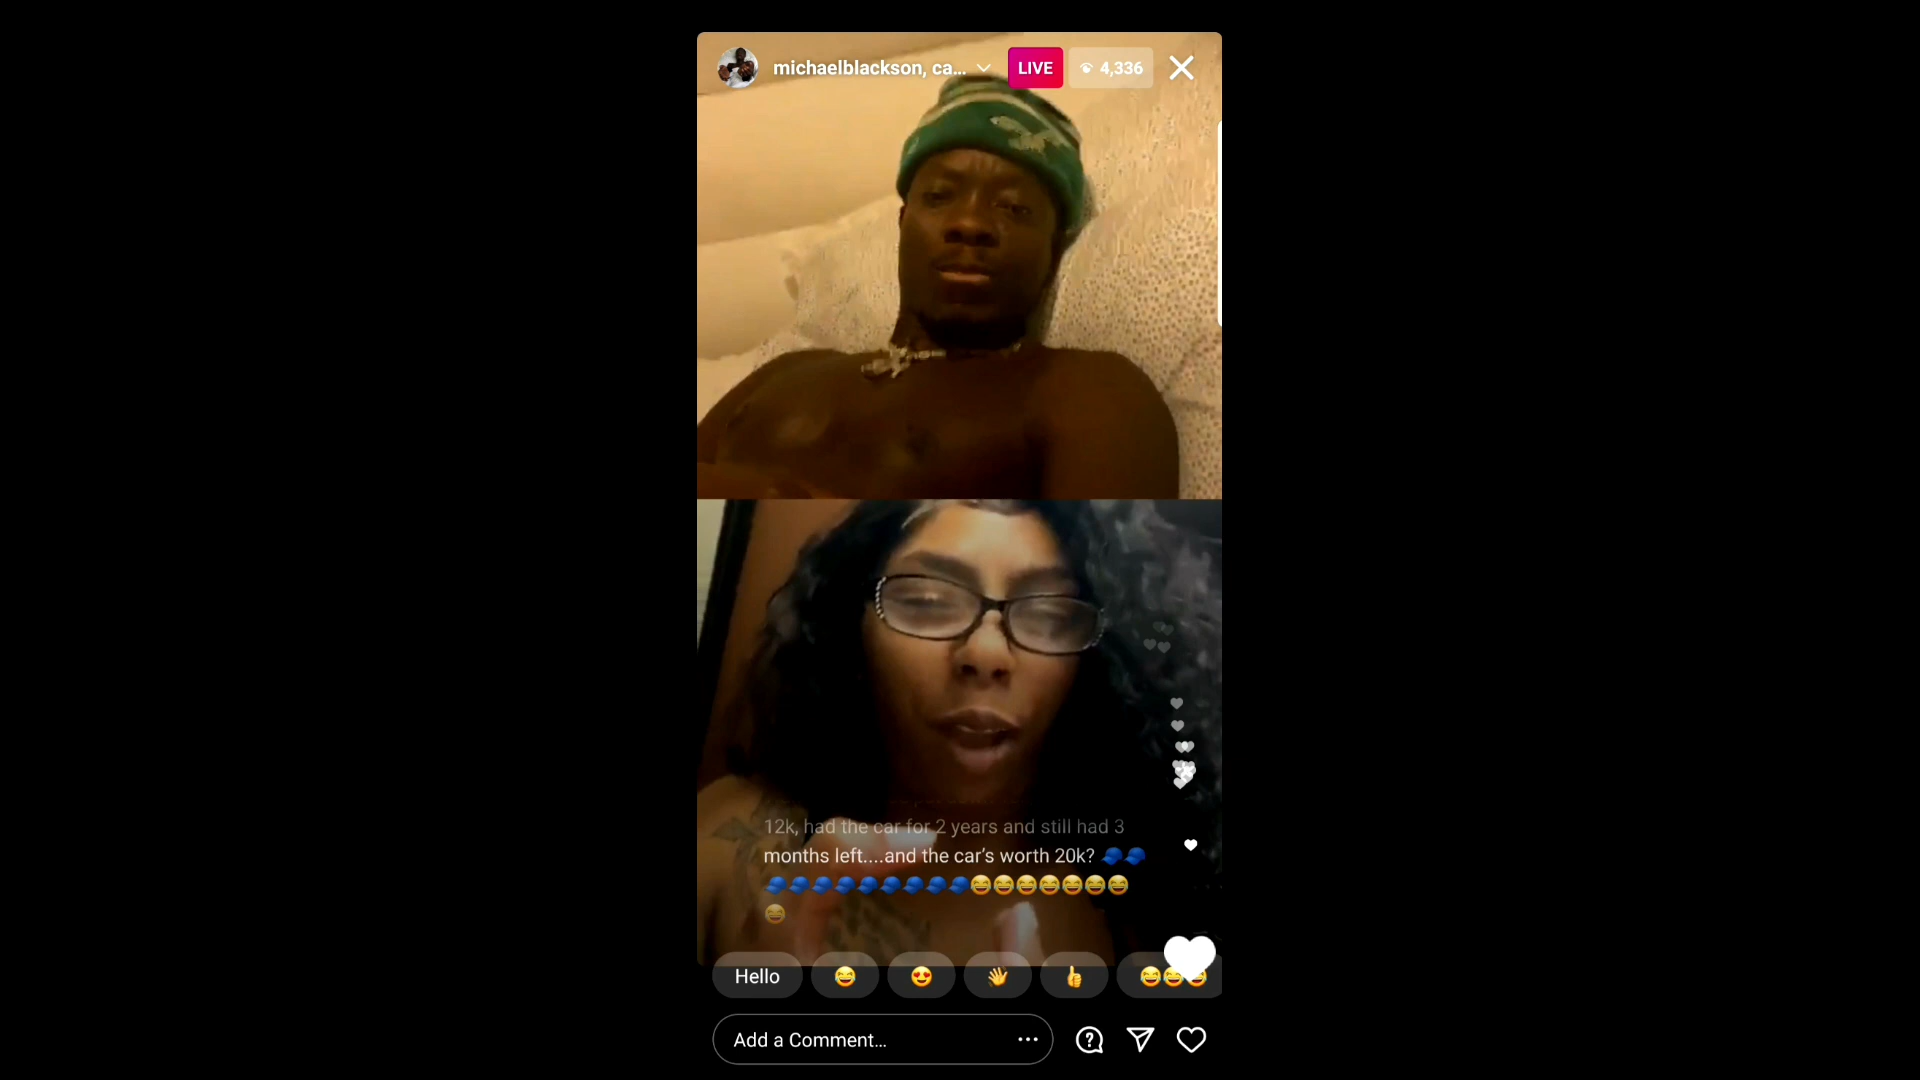 michaelblackson, ca...
LIVE
4,336
12k, had the car for 2 years and still had 3
months left....and the car's worth 20k? 🧢🧢
🧢🧢🧢🧢🧢🧢🧢🧢🧢😂😂😂😂😂😂😂
😂
Hello
Add a Comment...